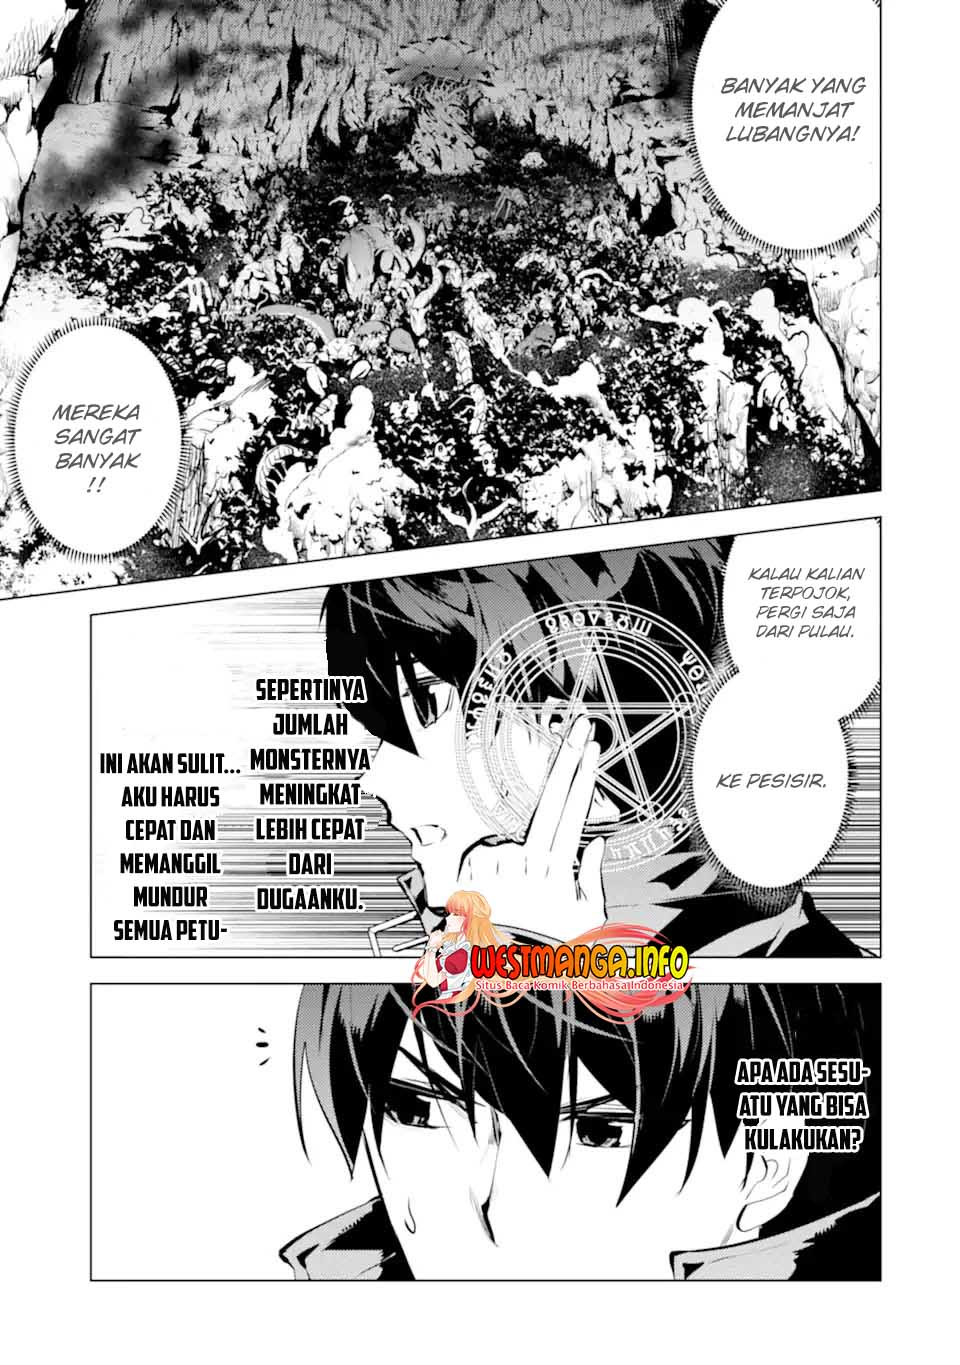 BANYAK YANG
MEMANJAT
LUBANGNYA!
MEREKA
SANGAT
BANYAK
!!
KALAU KALIAN
TERPOJOK,
PERGI SAJA
DARI PULAU.
KE PESISIR.
SEPERTINYA
JUMLAH
MONSTERNYA
MENINGKAT
LEBIH CEPAT
DARI
DUGAANKU.
INI AKAN SULIT...
AKU HARUS
CEPAT DAN
MEMANGGIL
MUNDUR
SEMUA PETU-
WESTMANGA.INFO
Situs Baca Komik Berbahasa Indonesia
APA ADA SESU-
ATU YANG BISA
KULAKUKAN?